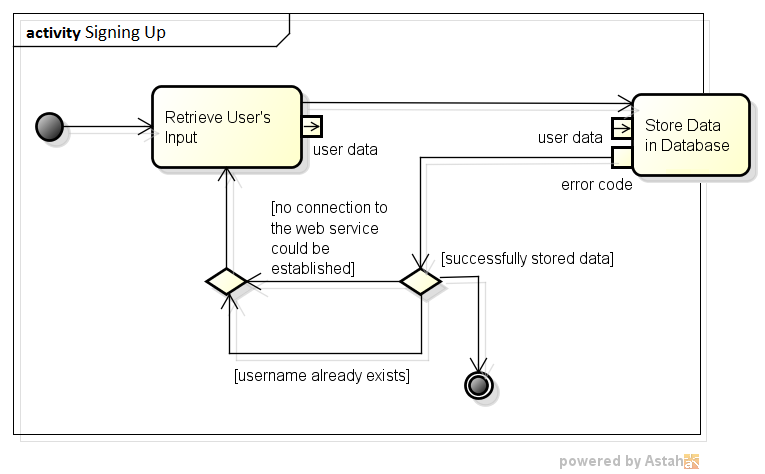 activity Signing Up
Retrieve User's
Input
user data
Store Data
in Database
user data
error code
[no connection to
the web service
could be
established]
[successfully stored data]
[username already exists]
powered by Astah